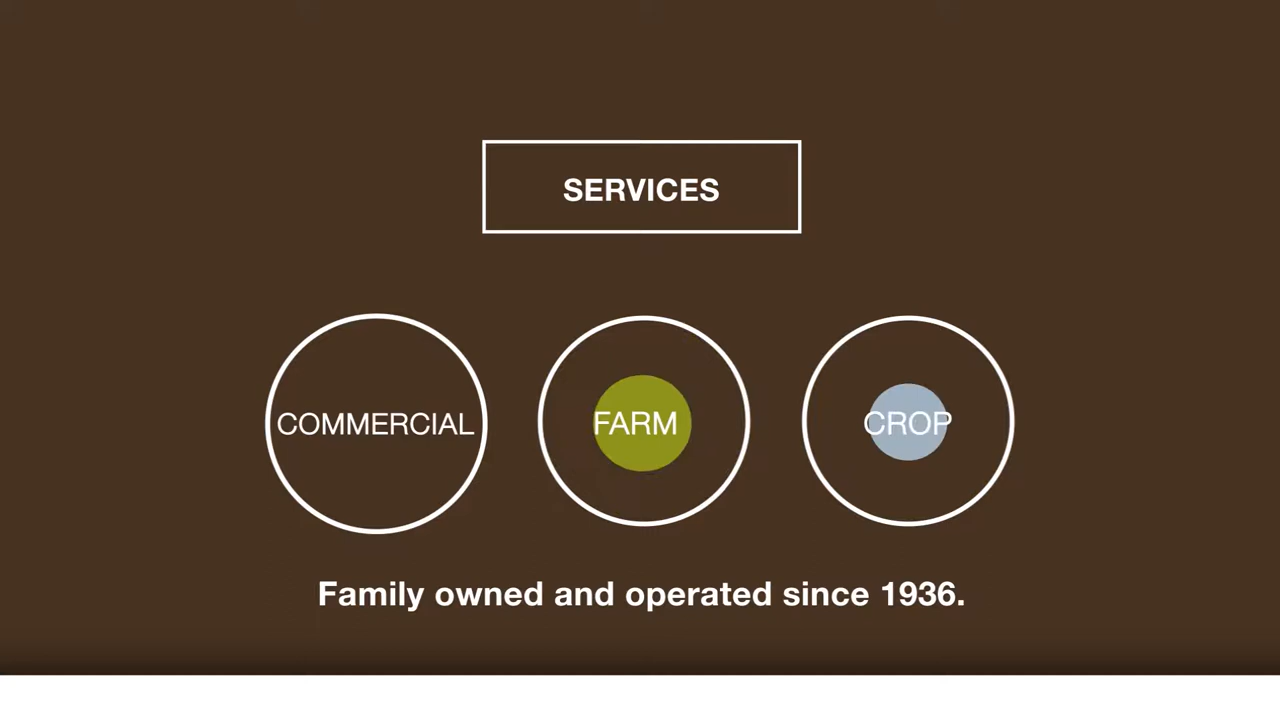 SERVICES
COMMERCIAL
FARM
CROP
Family owned and operated since 1936.